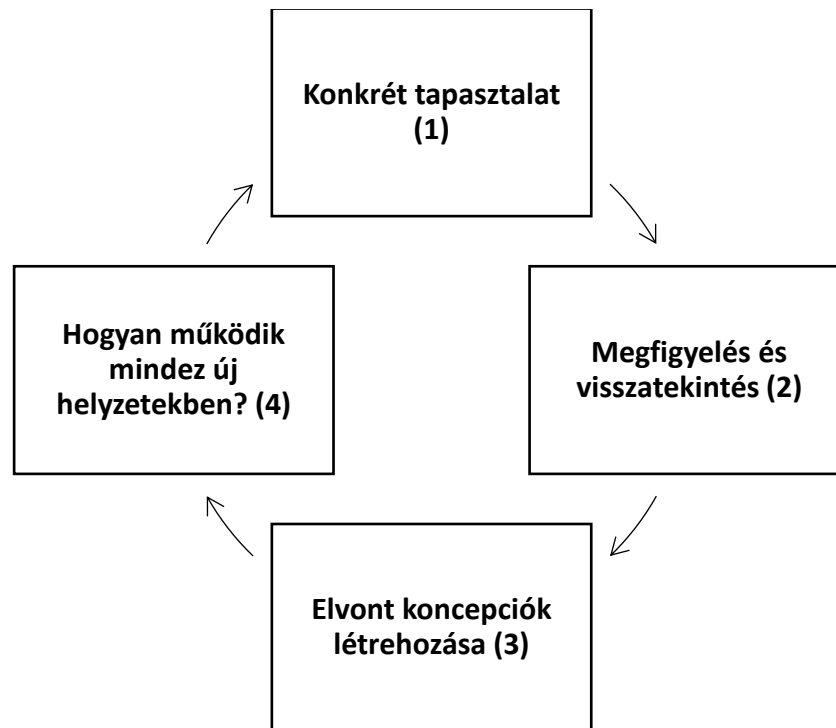 Konkrét tapasztalat
(1)
Megfigyelés és
visszatekintés (2)
Elvont koncepciók
létrehozása (3)
Hogyan működik
mindez új
helyzetekben? (4)